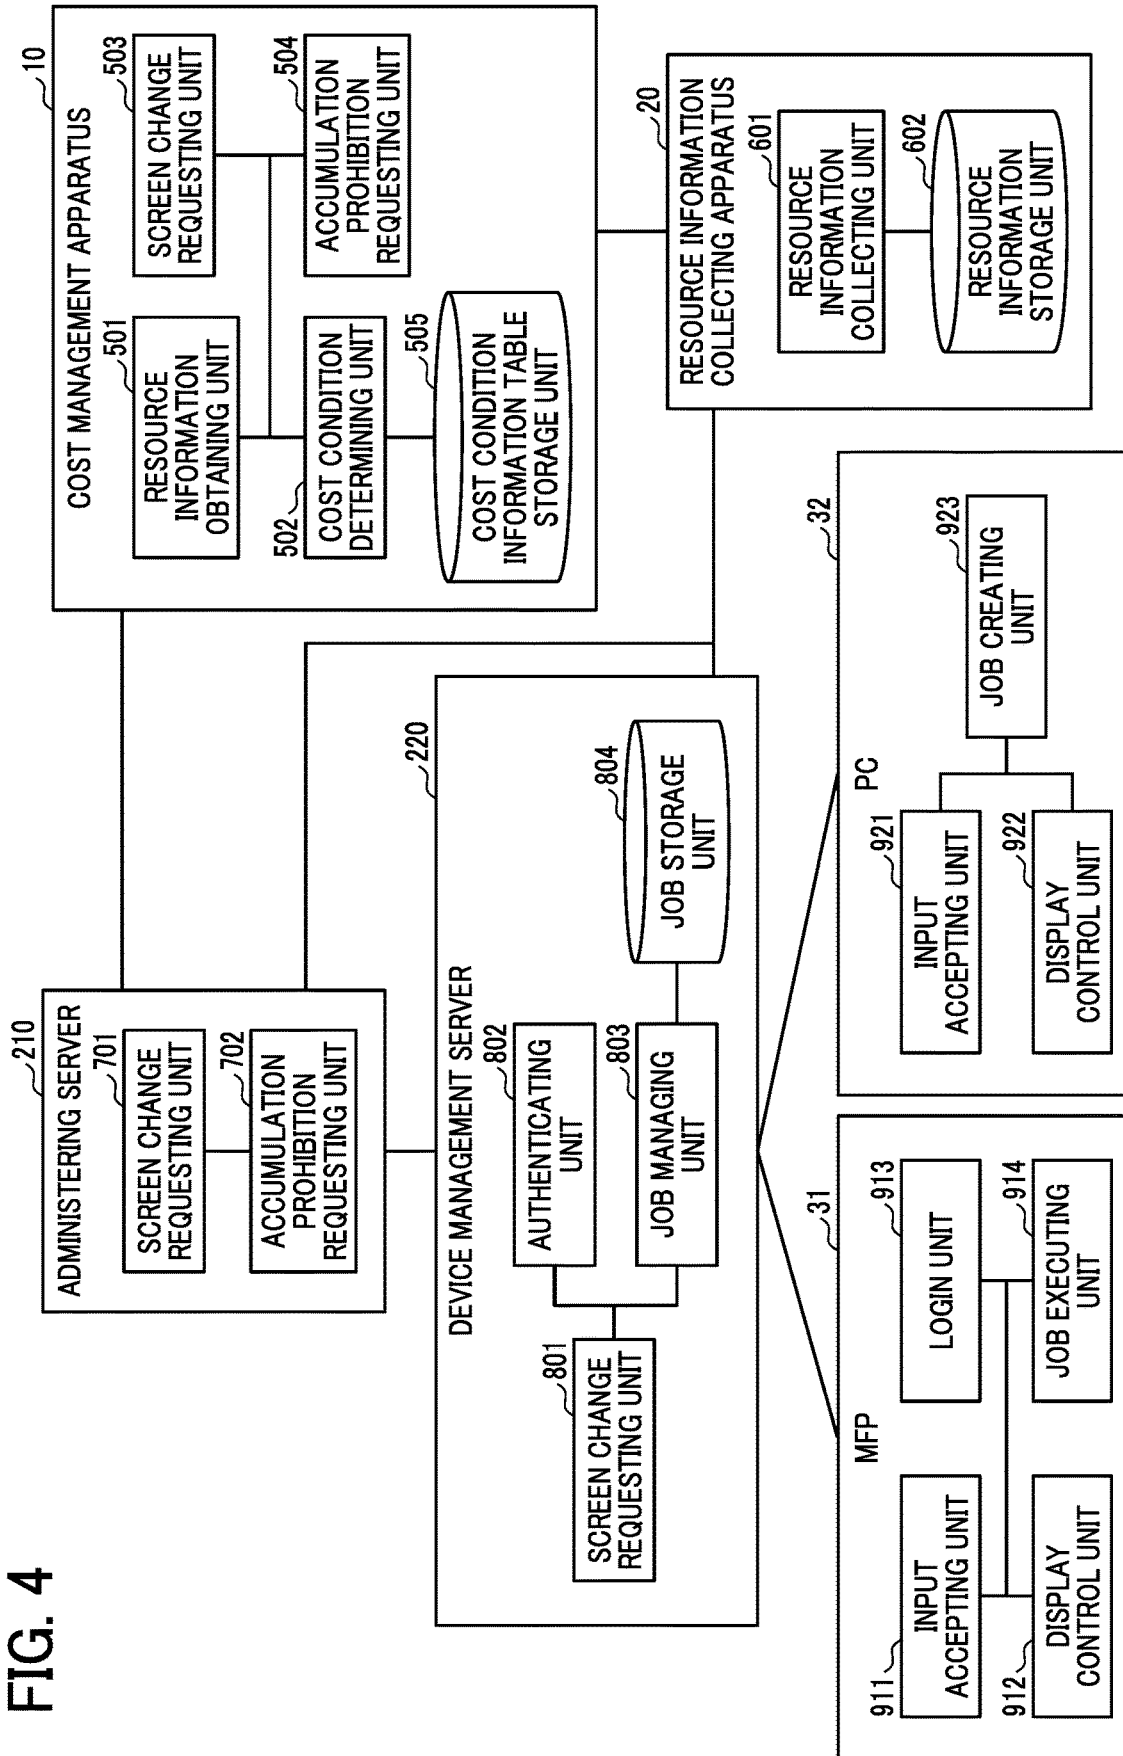 FIG. 4
210
ADMINISTERING SERVER
701
SCREEN CHANGE
REQUESTING UNIT
702
ACCUMULATION
PROHIBITION
REQUESTING UNIT
10
COST MANAGEMENT APPARATUS
501
RESOURCE
INFORMATION
OBTAINING UNIT
503
SCREEN CHANGE
REQUESTING UNIT
502
COST CONDITION
DETERMINING UNIT
504
ACCUMULATION
PROHIBITION
REQUESTING UNIT
505
COST CONDITION
INFORMATION TABLE
STORAGE UNIT
220
DEVICE MANAGEMENT SERVER
801
SCREEN CHANGE
REQUESTING UNIT
802
AUTHENTICATING
UNIT
803
JOB MANAGING
UNIT
804
JOB STORAGE
UNIT
20
RESOURCE INFORMATION
COLLECTING APPARATUS
601
RESOURCE
INFORMATION
COLLECTING UNIT
602
RESOURCE
INFORMATION
STORAGE UNIT
31
MFP
911
INPUT
ACCEPTING UNIT
913
LOGIN UNIT
912
DISPLAY
CONTROL UNIT
914
JOB EXECUTING
UNIT
32
PC
921
INPUT
ACCEPTING UNIT
922
DISPLAY
CONTROL UNIT
923
JOB CREATING
UNIT